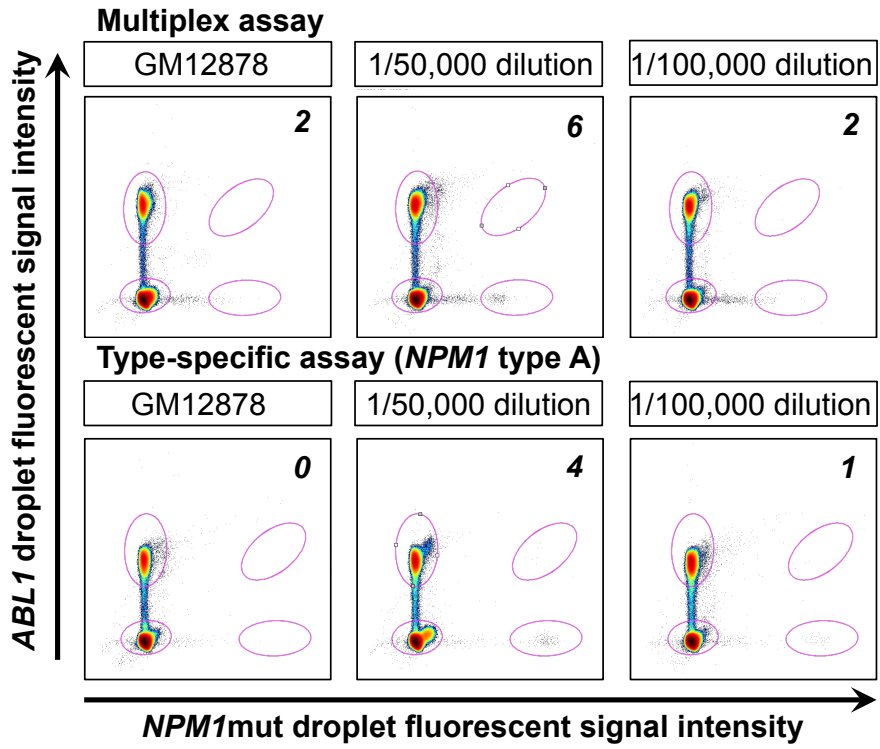 Multiplex assay
GM12878
1/50,000 dilution
1/100,000 dilution
2
6
2
Type-specific assay (NPM1 type A)
GM12878
1/50,000 dilution
1/100,000 dilution
0
4
1
ABL1 droplet fluorescent signal intensity
NPM1mut droplet fluorescent signal intensity